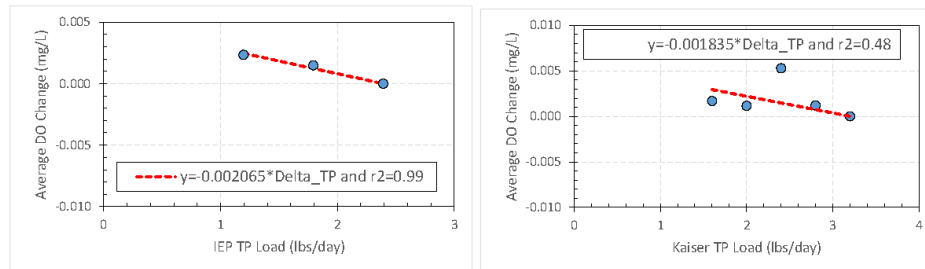 Average DO Change (mg/L)
0.005
0.000
-0.005
-0.010
y=-0.002065*Delta_TP and r2=0.99
0 1 2 3
IEP TP Load (lbs/day)
Average DO Change (mg/L)
0.010
y=-0.001835*Delta_TP and r2=0.48
0.005
0.000
-0.005
-0.010
0 1 2 3 4
Kaiser TP Load (lbs/day)